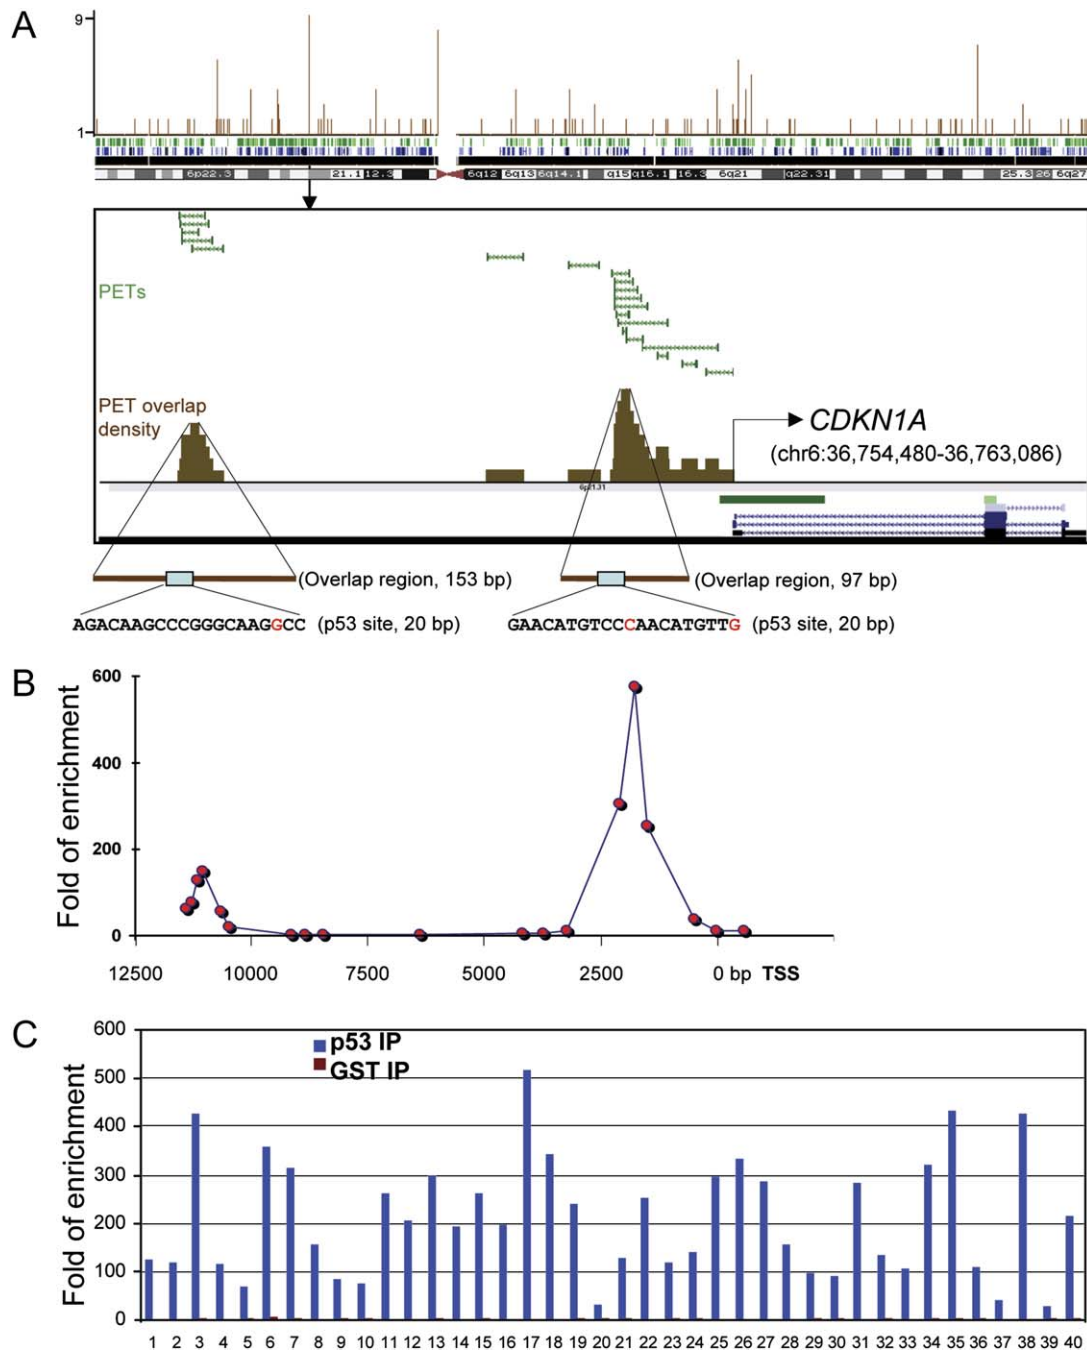 A
9
1
6p22.3 21.1 12.3 6q12 6q13 6q14.1 q15 q16.1 16.3 6q21 q22.31 25.3 26 6q27
PETs
PET overlap
density
CDKN1A
(chr6:36,754,480-36,763,086)
6p21.31
(Overlap region, 153 bp)
(Overlap region, 97 bp)
AGACAAGCCCGGGCAAGGCC (p53 site, 20 bp)
GAACATGTCCCAACATGTTG (p53 site, 20 bp)
B
Fold of enrichment
600
400
200
0
12500 10000 7500 5000 2500 0 bp TSS
C
Fold of enrichment
p53 IP
GST IP
600
500
400
300
200
100
0
1 2 3 4 5 6 7 8 9 10 11 12 13 14 15 16 17 18 19 20 21 22 23 24 25 26 27 28 29 30 31 32 33 34 35 36 37 38 39 40